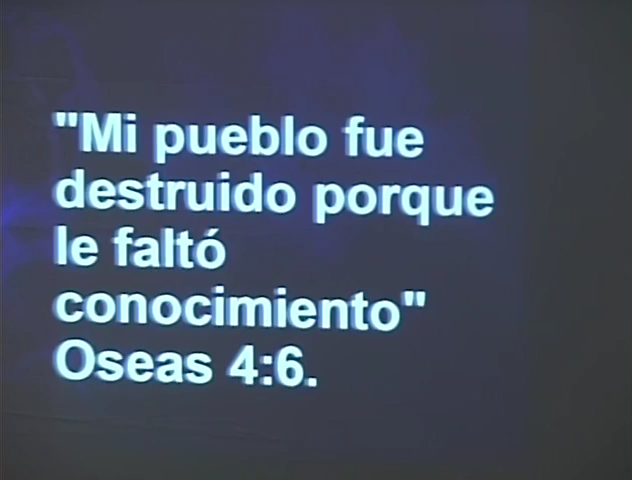 "Mi pueblo fue
destruido porque
le faltó
conocimiento"
Oseas 4:6.